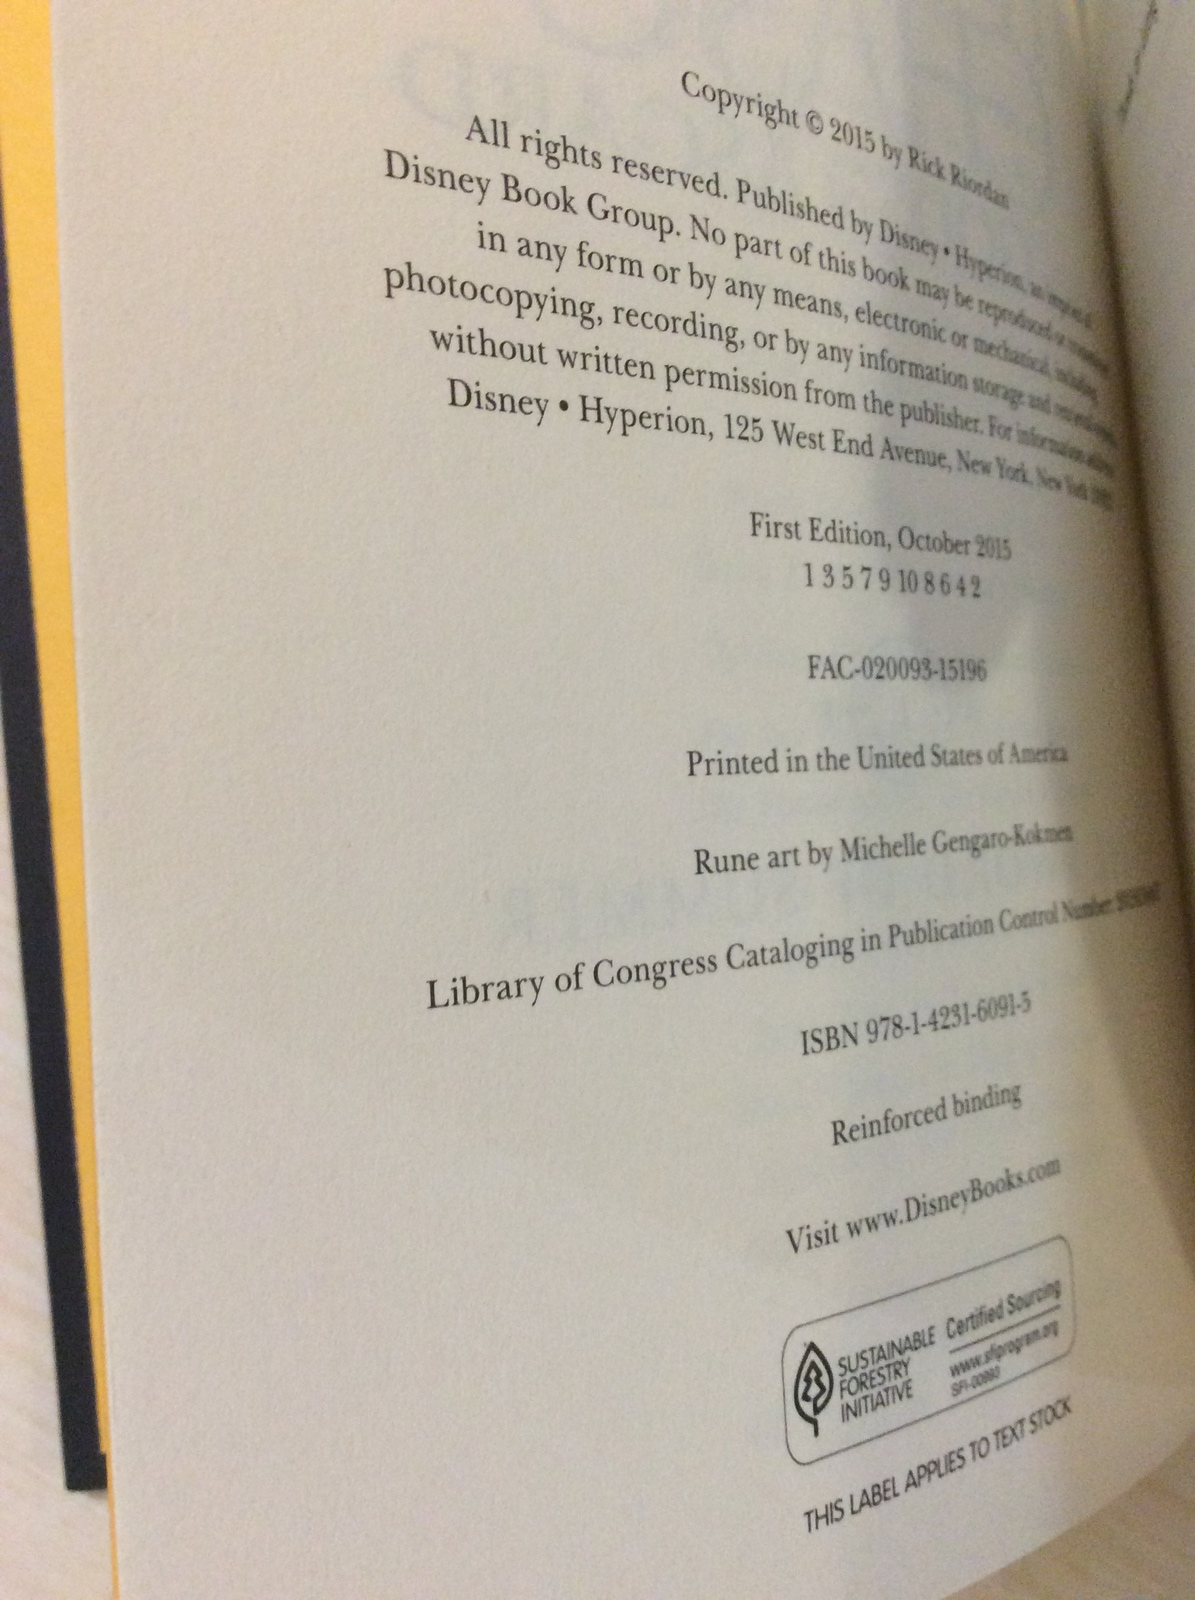 Copyright © 2015 by Rick Riordan
All rights reserved. Published by Disney • Hyperion, an imprint of
Disney Book Group. No part of this book may be reproduced or transmitted
in any form or by any means, electronic or mechanical, including
photocopying, recording, or by any information storage and retrieval
without written permission from the publisher. For information address
Disney • Hyperion, 125 West End Avenue, New York, New York
First Edition, October 2015
1 3 5 7 9 10 8 6 4 2
FAC-020093-15196
Printed in the United States of America
Rune art by Michelle Gengaro-Kokmen
Library of Congress Cataloging in Publication Control Number:
ISBN 978-1-4231-6091-5
Reinforced binding
Visit www.DisneyBooks.com
SUSTAINABLE FORESTRY INITIATIVE
Certified Sourcing
www.sfiprogram.org
SFI-00993
THIS LABEL APPLIES TO TEXT STOCK